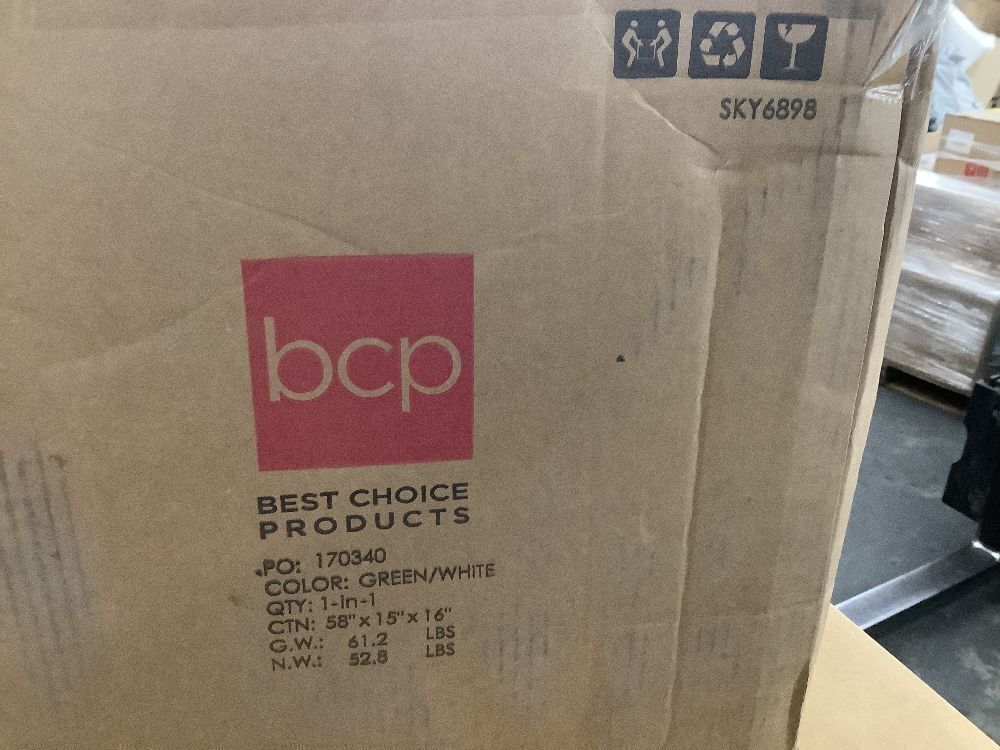 SKY6898
bcp
BEST CHOICE
PRODUCTS
PO: 170340
COLOR: GREEN/WHITE
QTY: 1-in-1
CTN: 58"x15"x16"
G.W.: 61.2 LBS
N.W.: 52.8 LBS